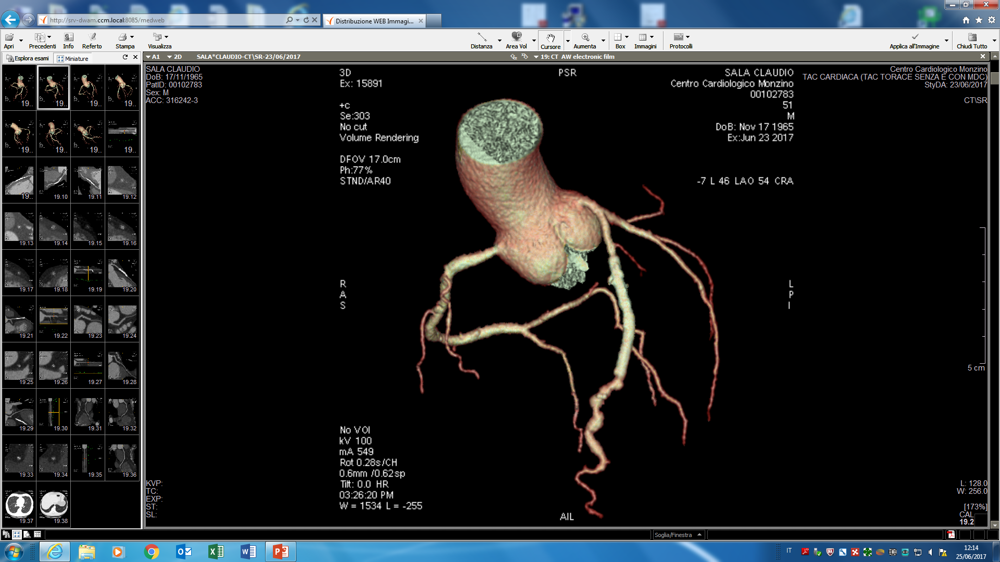 http://srv-dwam.ccm.local:8085/medweb
Distribuzione WEB Immagi...
Apri
Precedenti
Info
Referto
Stampa
Visualizza
Distanza
Area Vol
Cursore
Aumenta
Box
Immagini
Protocolli
Applica all'Immagine
Chiudi Tutto
Esplora esami
Miniature
A1
2D
SALA*CLAUDIO-CT\SR-23/06/2017
19: CT AW electronic film
SALA CLAUDIO
DoB: 17/11/1965
PatID: 00102783
Sex: M
ACC: 316242-3
3D
Ex: 15891
+c
Se:303
No cut
Volume Rendering
DFOV 17.0cm
Ph:77%
STND/AR40
PSR
SALA CLAUDIO
Centro Cardiologico Monzino
00102783
51
M
DoB: Nov 17 1965
Ex:Jun 23 2017
-7 L 46 LAO 54 CRA
Centro Cardiologico Monzino
TAC CARDIACA (TAC TORACE SENZA E CON MDC)
StyDA: 23/06/2017
CT\SR
19..
19..
19..
19..
19..
19..
19..
19..
19..
19.10
19.11
19.12
19.13
19.14
19.15
19.16
19.17
19.18
19.19
19.20
19.21
19.22
19.23
19.24
19.25
19.26
19.27
19.28
19.29
19.30
19.31
19.32
19.33
19.34
19.35
19.36
19.37
19.38
R
A
S
L
P
I
5 cm
No VOI
kV 100
mA 549
Rot 0.28s/CH
0.6mm /0.62sp
Tilt: 0.0 HR
03:26:20 PM
W = 1534 L = -255
AIL
KVP:
TC:
EXP:
ST:
SL:
L: 128.0
W: 256.0
[173%]
CAL
19.2
Soglia/Finestra
IT
12:14
25/06/2017